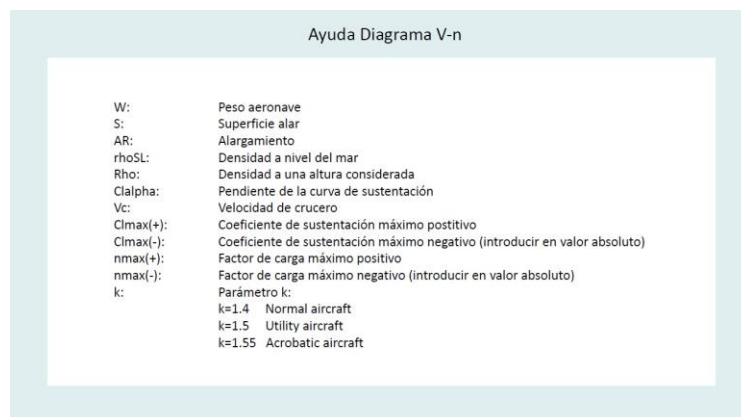 Ayuda Diagrama V-n
W: Peso aeronave
S: Superficie alar
AR: Alargamiento
rhoSL: Densidad a nivel del mar
Rho: Densidad a una altura considerada
Clalpha: Pendiente de la curva de sustentación
Vc: Velocidad de crucero
Clmax(+): Coeficiente de sustentación máximo postitivo
Clmax(-): Coeficiente de sustentación máximo negativo (introducir en valor absoluto)
nmax(+): Factor de carga máximo positivo
nmax(-): Factor de carga máximo negativo (introducir en valor absoluto)
k: Parámetro k:
k=1.4 Normal aircraft
k=1.5 Utility aircraft
k=1.55 Acrobatic aircraft